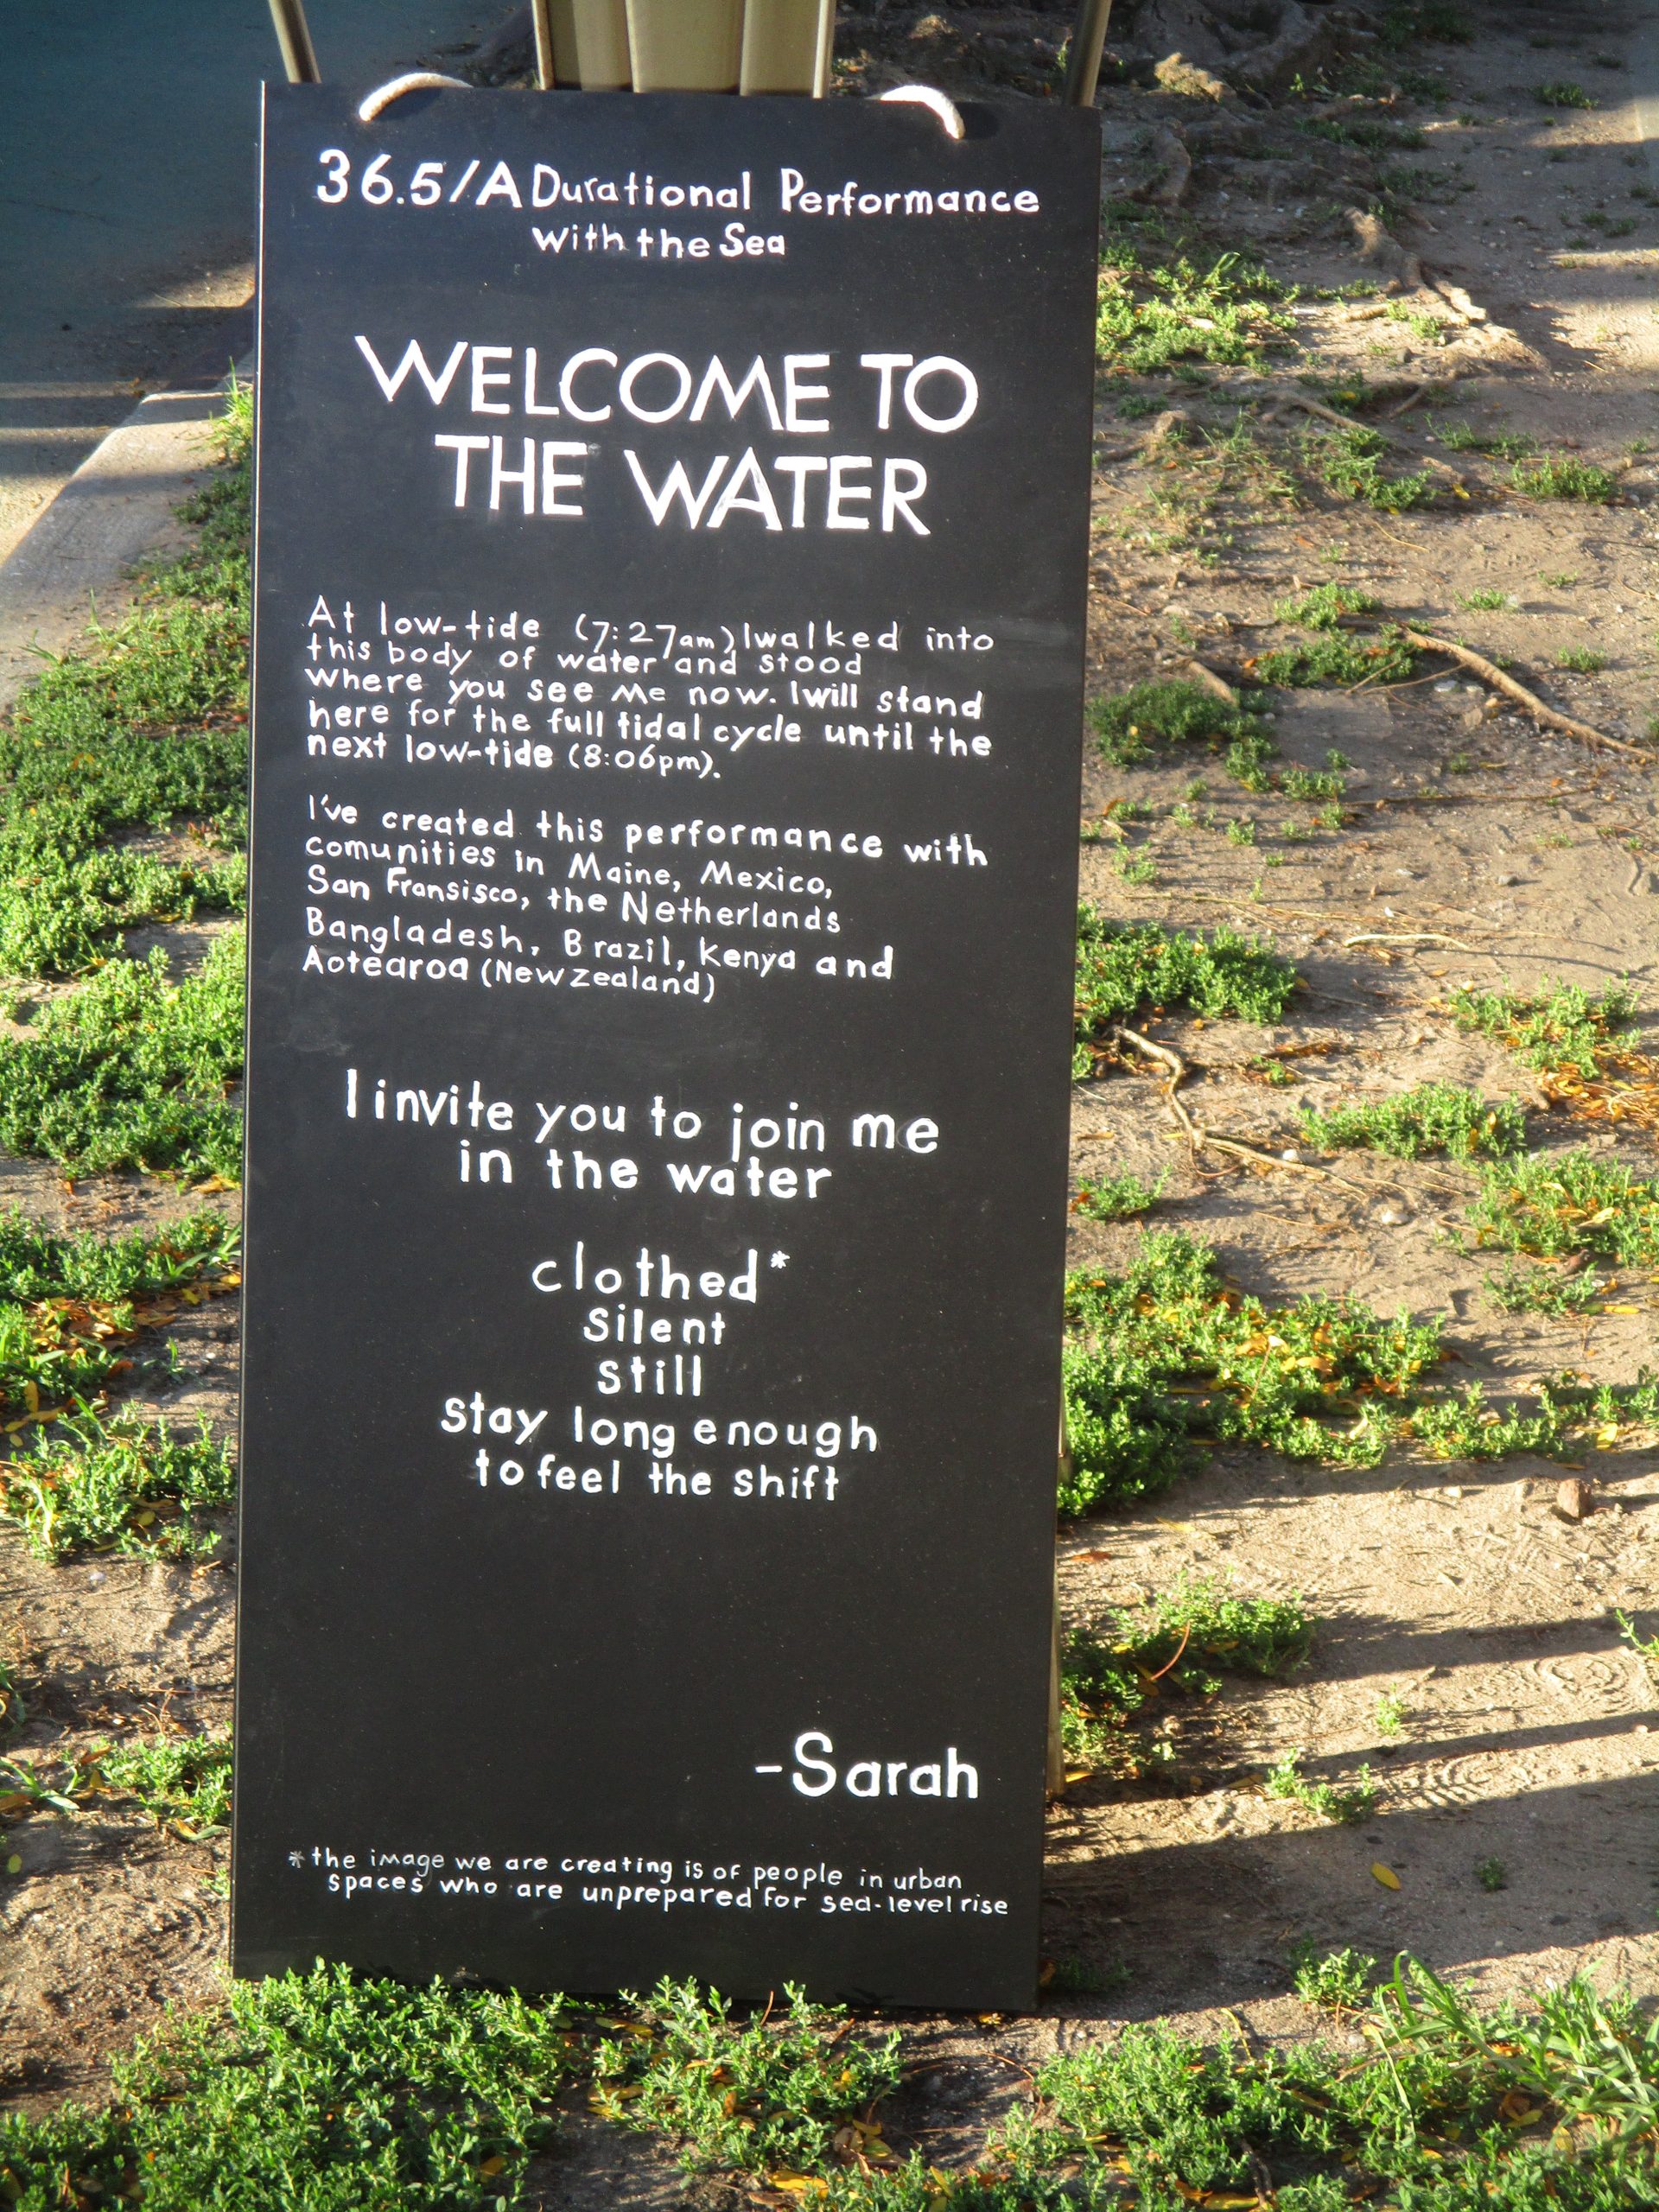 36.5/A Durational Performance
with the Sea
WELCOME TO
THE WATER
At low-tide (7:27am) I walked into
this body of water and stood
where you see me now. I will stand
here for the full tidal cycle until the
next low-tide (8:06pm).
I've created this performance with
comunities in Maine, Mexico,
San Fransisco, the Netherlands
Bangladesh, Brazil, Kenya and
Aotearoa (New Zealand)
I invite you to join me
in the water
clothed*
silent
still
stay long enough
to feel the shift
-Sarah
*the image we are creating is of people in urban
spaces who are unprepared for sea-level rise